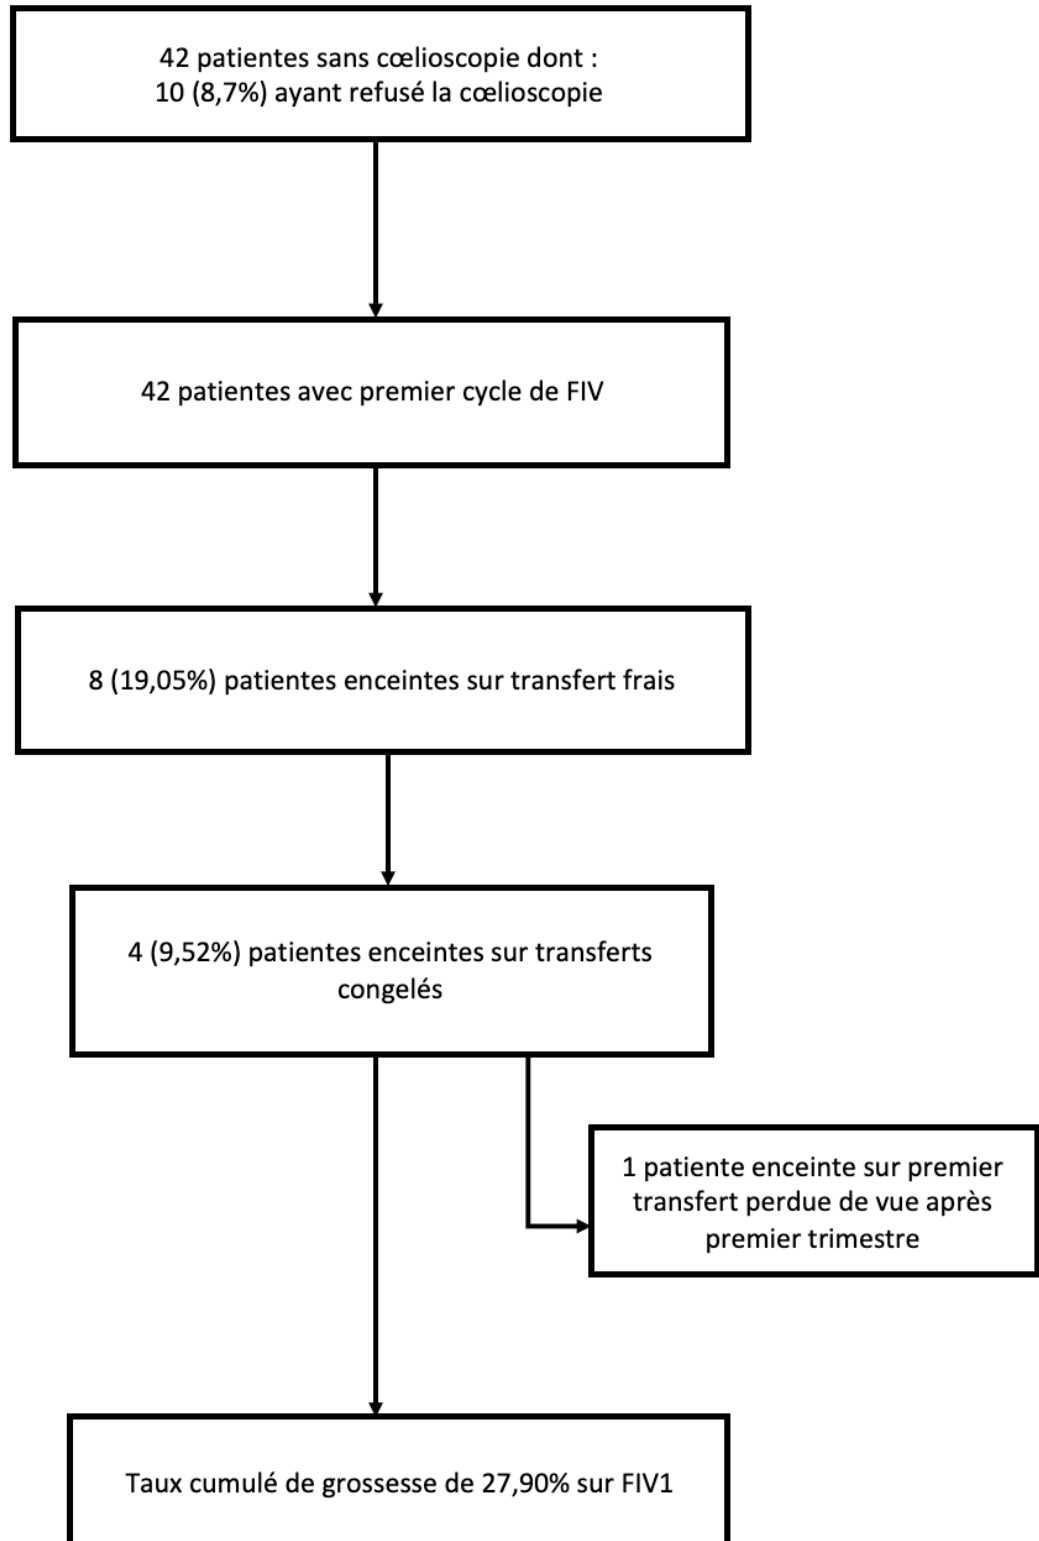 42 patientes sans cœlioscopie dont :
10 (8,7%) ayant refusé la cœlioscopie
42 patientes avec premier cycle de FIV
8 (19,05%) patientes enceintes sur transfert frais
4 (9,52%) patientes enceintes sur transferts
congelés
1 patiente enceinte sur premier
transfert perdue de vue après
premier trimestre
Taux cumulé de grossesse de 27,90% sur FIV1